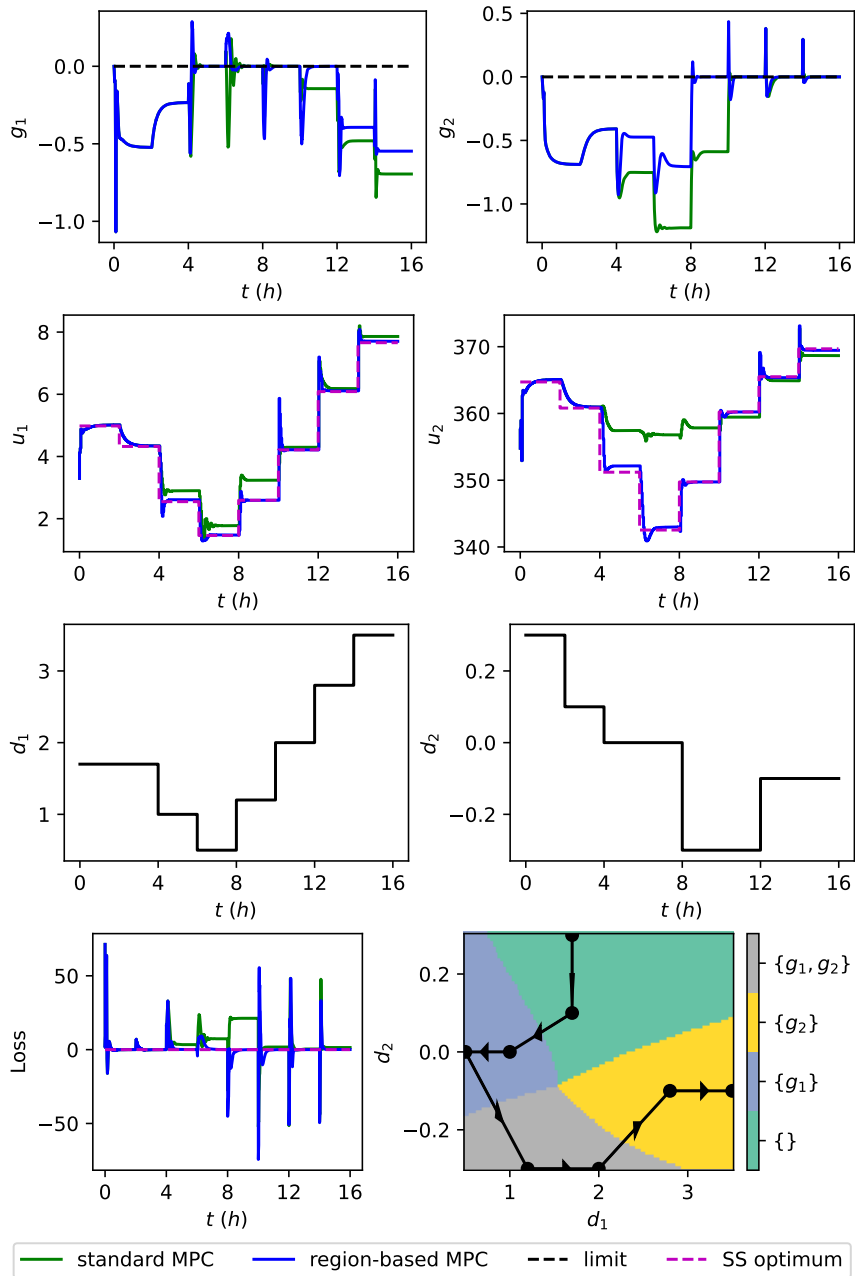 0.0
−0.5
−1.0
g1
0 4 8 12 16
t (h)
0.5
0.0
−0.5
−1.0
g2
0 4 8 12 16
t (h)
8
6
4
2
u1
0 4 8 12 16
t (h)
370
360
350
340
u2
0 4 8 12 16
t (h)
3
2
1
d1
0 4 8 12 16
t (h)
0.2
0.0
−0.2
d2
0 4 8 12 16
t (h)
50
0
−50
Loss
0 4 8 12 16
t (h)
0.2
0.0
−0.2
d2
1 2 3
d1
{g1, g2}
{g2}
{g1}
{}
standard MPC region-based MPC limit SS optimum